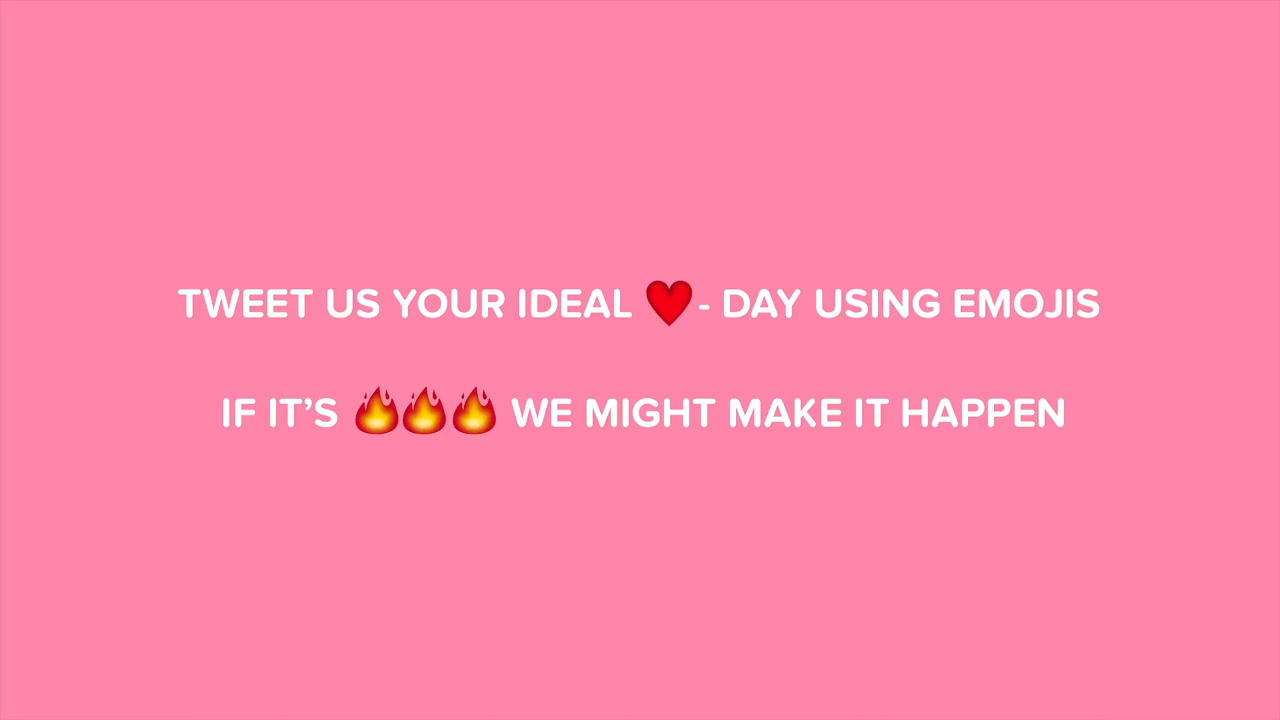 TWEET US YOUR IDEAL ❤️- DAY USING EMOJIS
IF IT’S 🔥🔥🔥 WE MIGHT MAKE IT HAPPEN